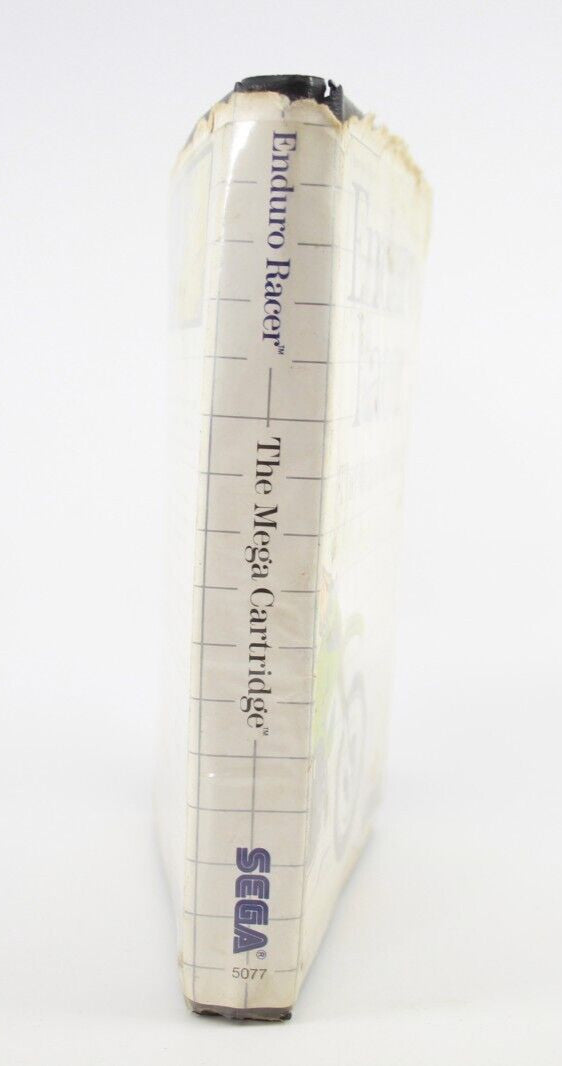 Enduro Racer™
The Mega Cartridge™
SEGA®
5077